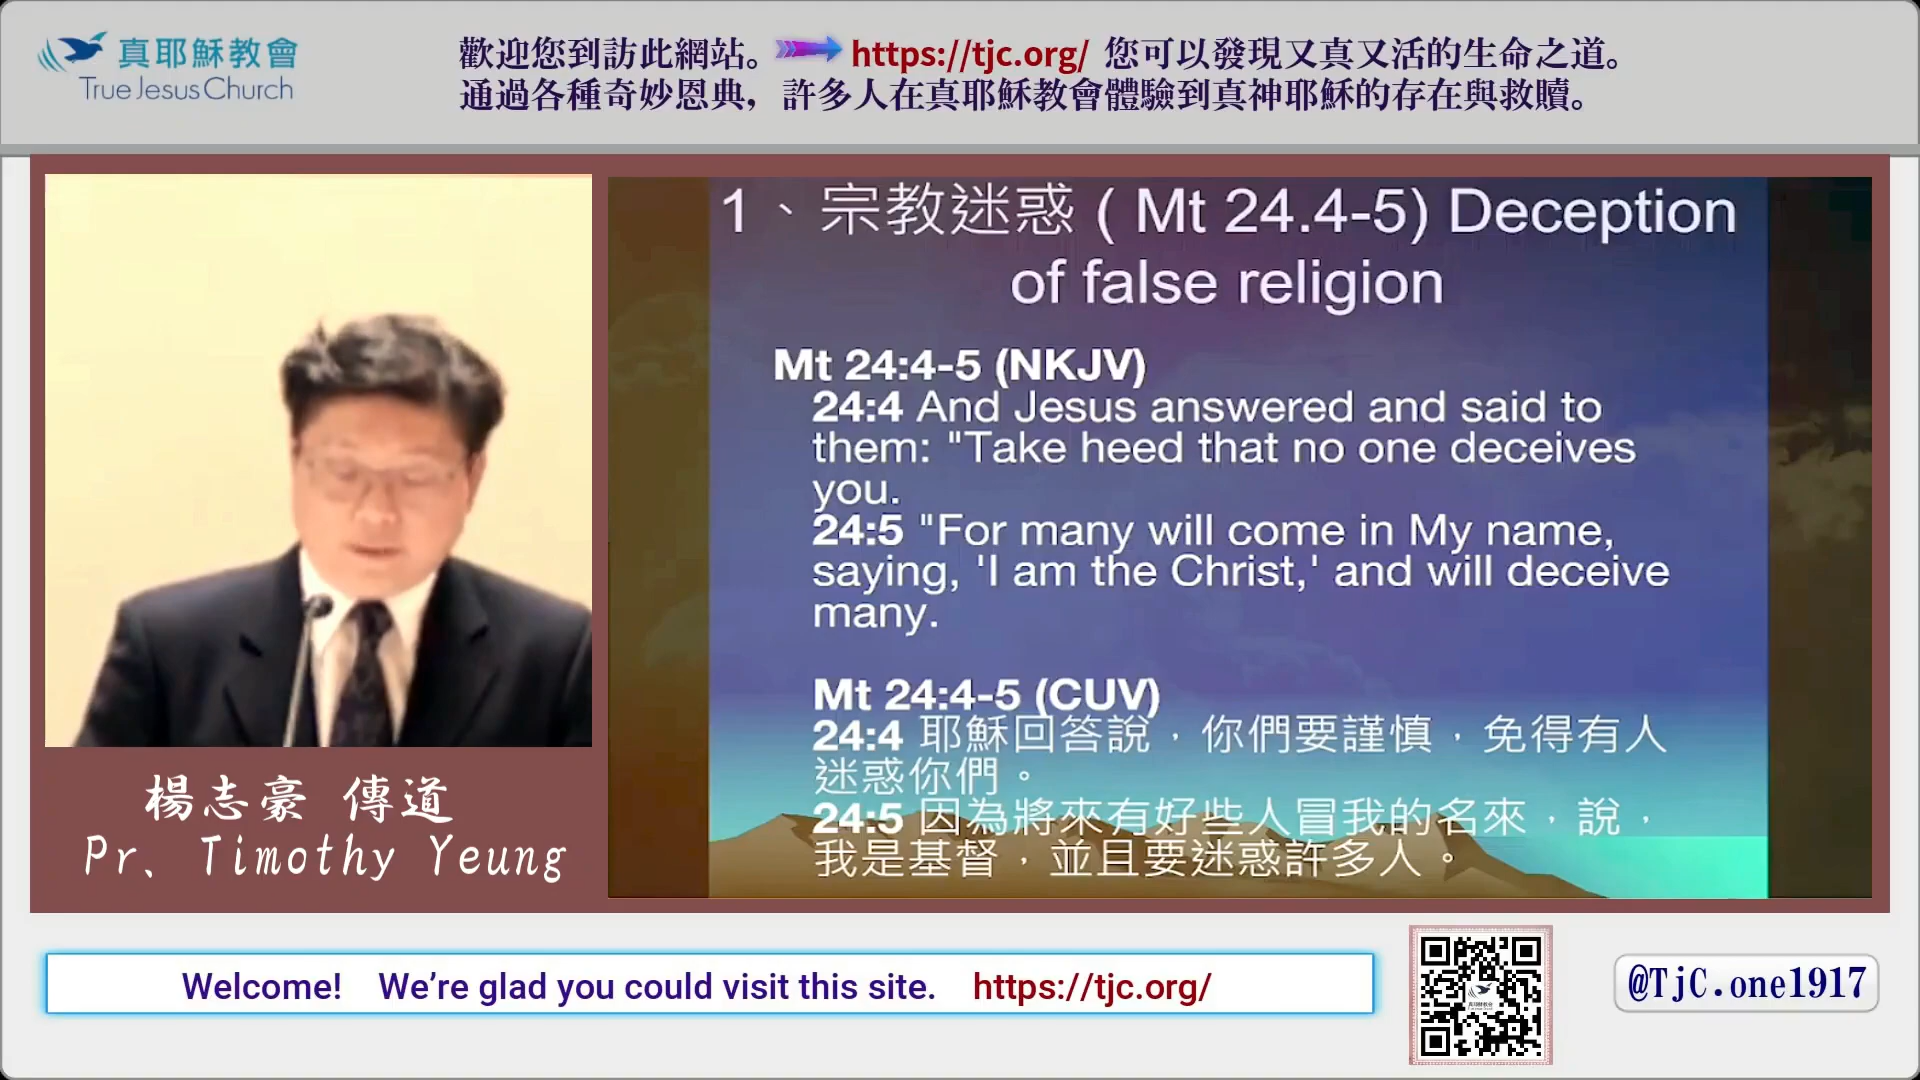 真耶穌教會
True Jesus Church
歡迎您到訪此網站。 https://tjc.org/ 您可以發現又真又活的生命之道。
通過各種奇妙恩典，許多人在真耶穌教會體驗到真神耶穌的存在與救贖。
1、宗教迷惑 ( Mt 24.4-5) Deception
of false religion
Mt 24:4-5 (NKJV)
24:4 And Jesus answered and said to
them: "Take heed that no one deceives
you.
24:5 "For many will come in My name,
saying, 'I am the Christ,' and will deceive
many.
Mt 24:4-5 (CUV)
24:4 耶穌回答說，你們要謹慎，免得有人
迷惑你們。
24:5 因為將來有好些人冒我的名來，說，
我是基督，並且要迷惑許多人。
楊志豪 傳道
Pr. Timothy Yeung
Welcome! We’re glad you could visit this site. https://tjc.org/
@TjC.one1917